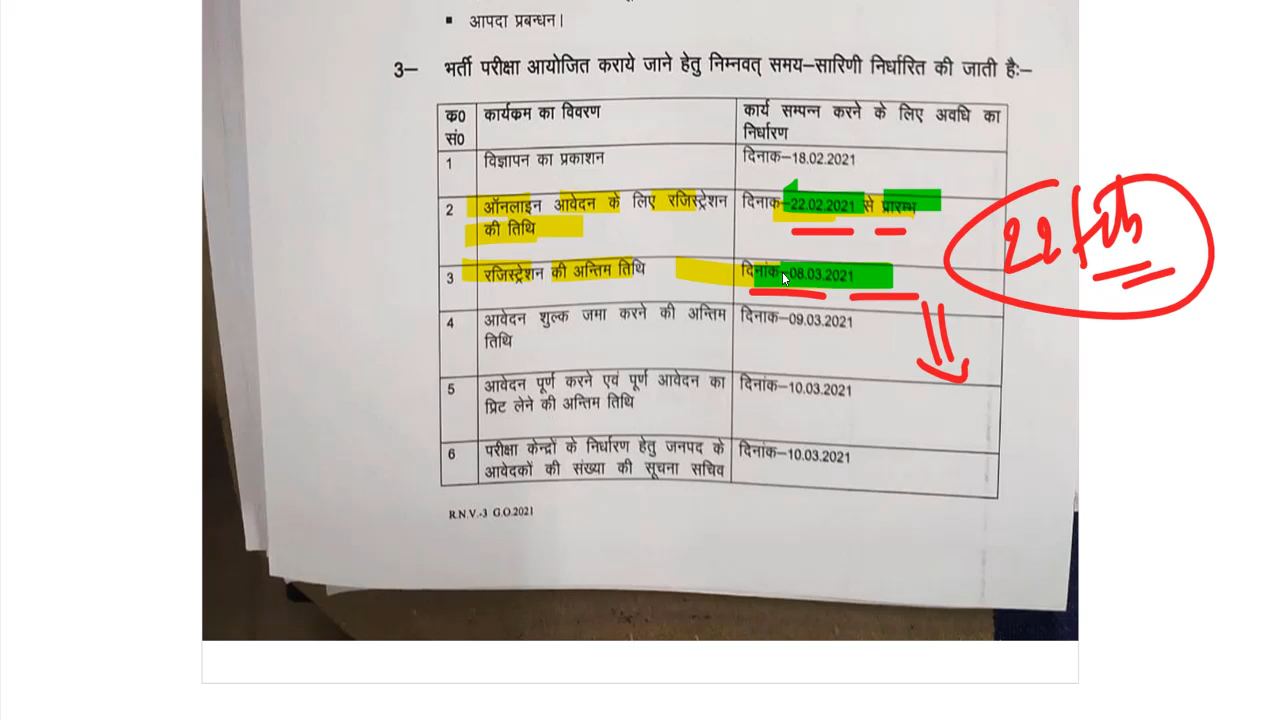 ▪ आपदा प्रबन्धन।
3– भर्ती परीक्षा आयोजित कराये जाने हेतु निम्नवत् समय–सारिणी निर्धारित की जाती है:–
क्र0 सं0 कार्यक्रम का विवरण कार्य सम्पन्न करने के लिए अवधि का निर्धारण
1 विज्ञापन का प्रकाशन दिनाक–18.02.2021
2 ऑनलाइन आवेदन के लिए रजिस्ट्रेशन दिनाक–22.02.2021 से प्रारम्भ
की तिथि
3 रजिस्ट्रेशन की अन्तिम तिथि दिनांक–08.03.2021
4 आवेदन शुल्क जमा करने की अन्तिम दिनाक–09.03.2021
तिथि
5 आवेदन पूर्ण करने एवं पूर्ण आवेदन का दिनांक–10.03.2021
प्रिट लेने की अन्तिम तिथि
6 परीक्षा केन्द्रों के निर्धारण हेतु जनपद के दिनांक–10.03.2021
आवेदकों की संख्या की सूचना सचिव
R.N.V.-3 G.O.2021
22